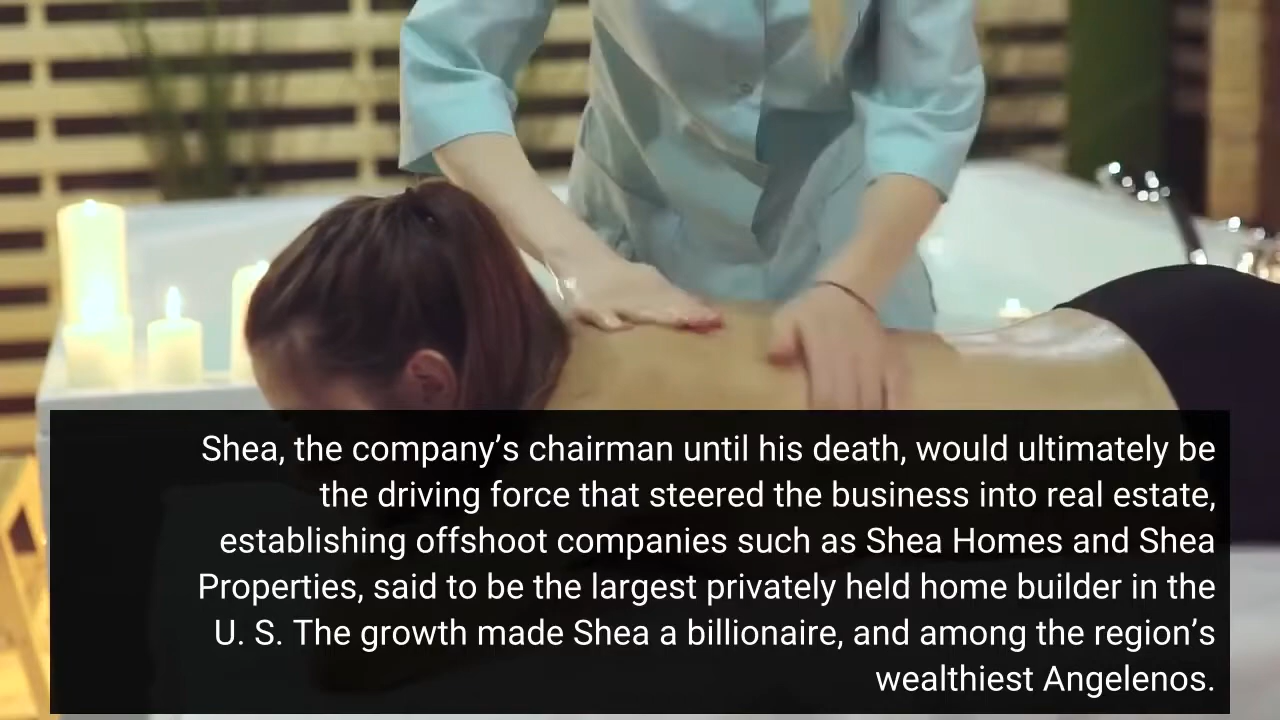 Shea, the company’s chairman until his death, would ultimately be
the driving force that steered the business into real estate,
establishing offshoot companies such as Shea Homes and Shea
Properties, said to be the largest privately held home builder in the
U. S. The growth made Shea a billionaire, and among the region’s
wealthiest Angelenos.